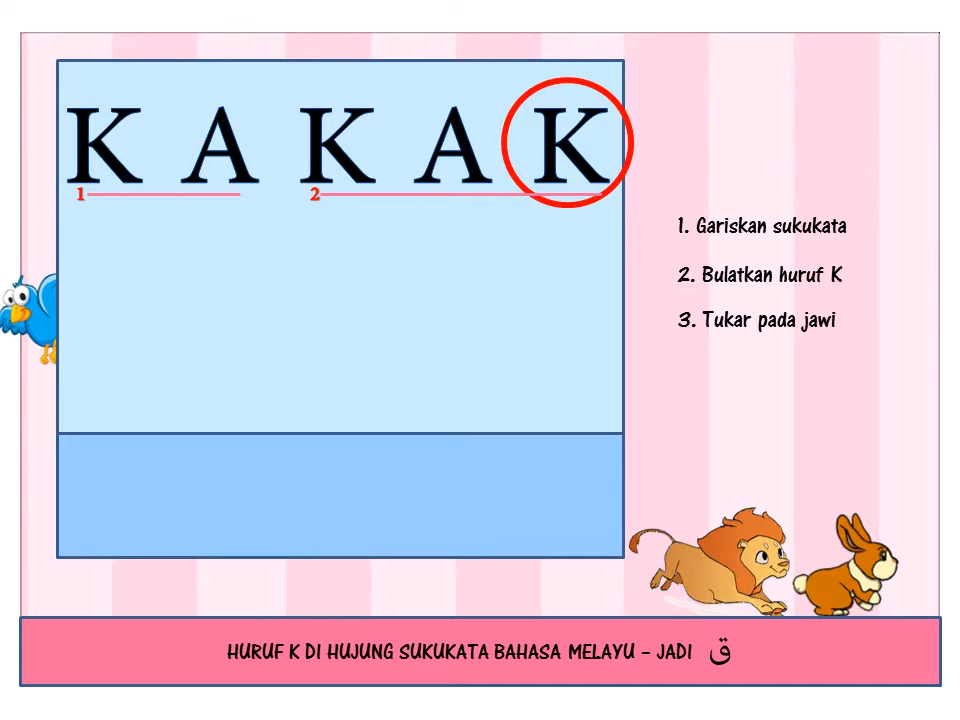 K A K A K
1 2
1. Gariskan sukukata
2. Bulatkan huruf K
3. Tukar pada jawi
HURUF K DI HUJUNG SUKUKATA BAHASA MELAYU – JADI ق